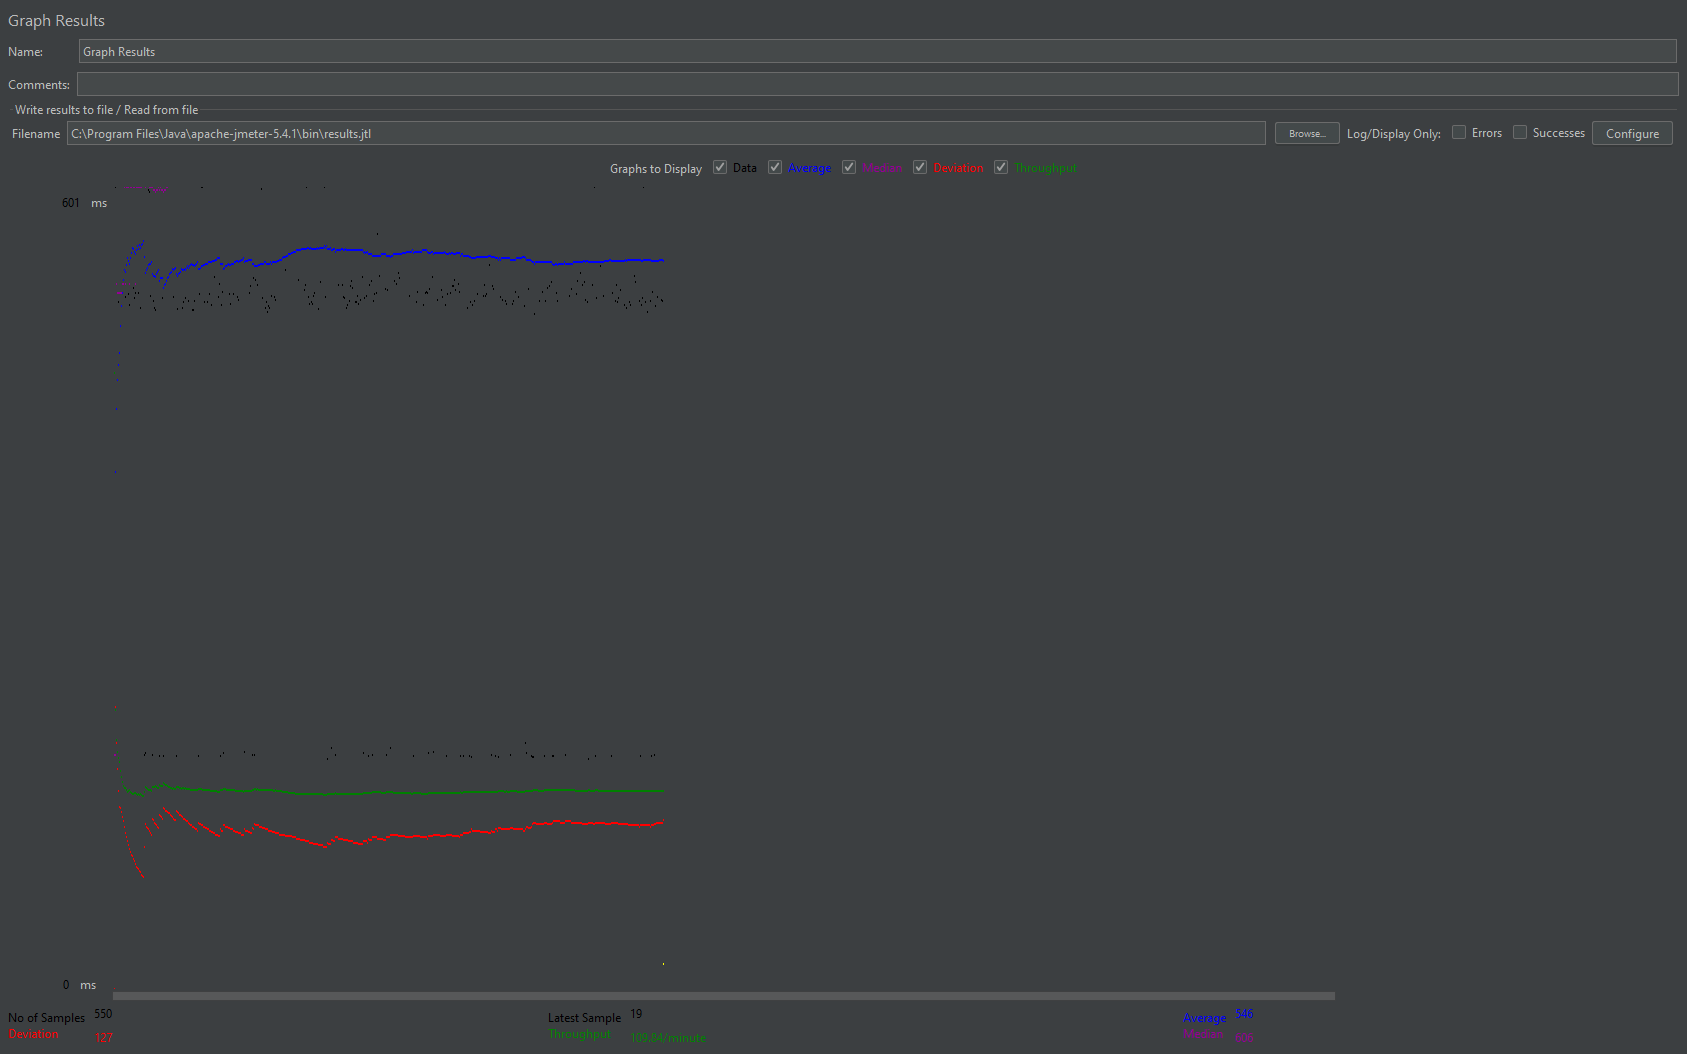 Graph Results
Name: Graph Results
Comments:
Write results to file / Read from file
Filename C:\Program Files\Java\apache-jmeter-5.4.1\bin\results.jtl Browse... Log/Display Only: Errors Successes Configure
Graphs to Display Data Average Median Deviation Throughput
601 ms
0 ms
No of Samples 550 Latest Sample 19 Average 546
Deviation 127 Throughput 109.84/minute Median